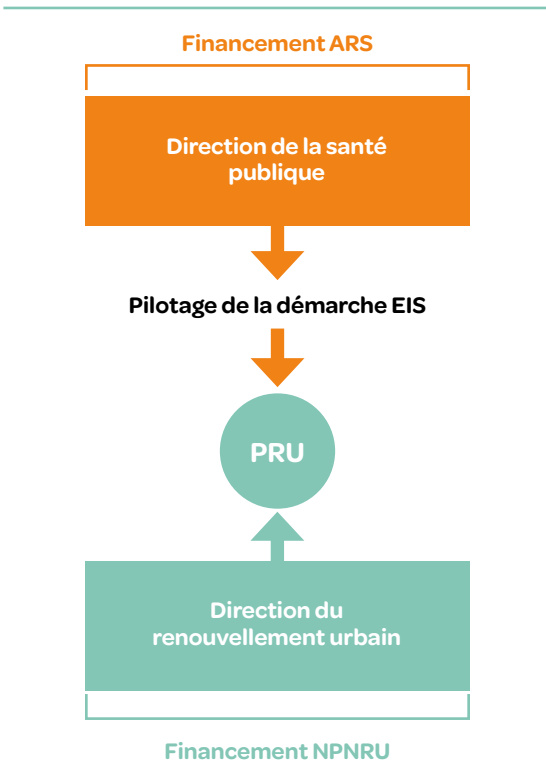 Financement ARS
Direction de la santé
publique
Pilotage de la démarche EIS
PRU
Direction du
renouvellement urbain
Financement NPNRU